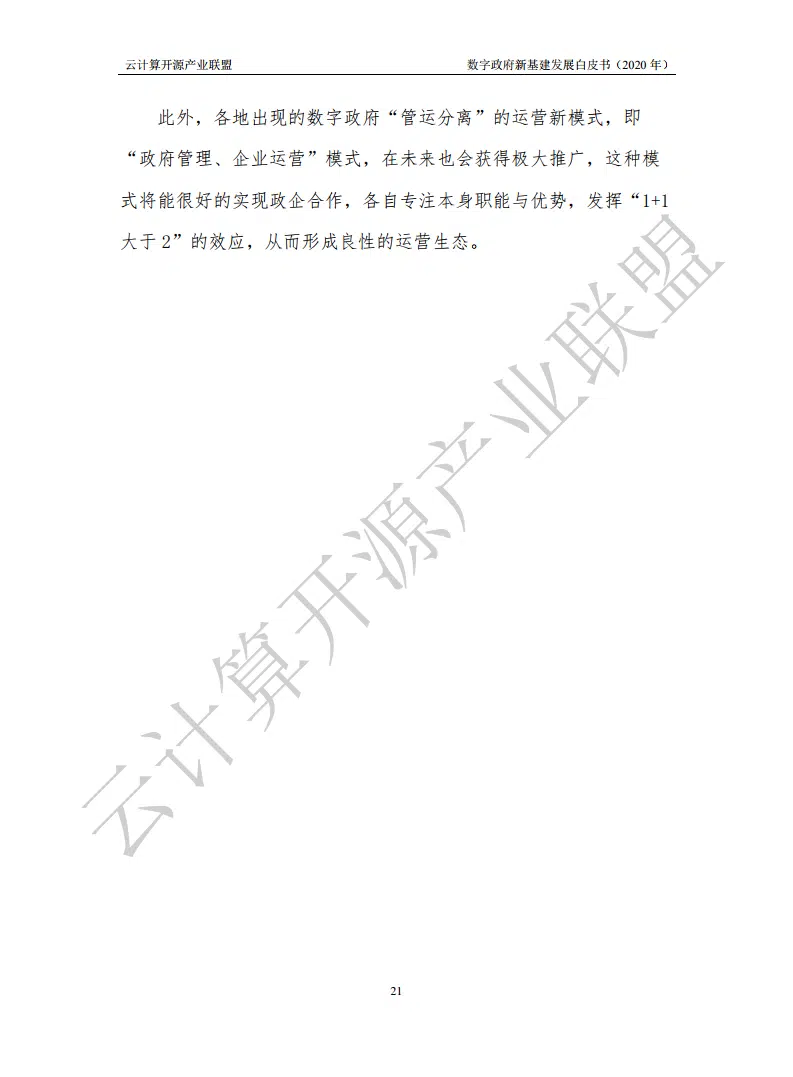 云计算开源产业联盟 数字政府新基建发展白皮书（2020 年）
此外，各地出现的数字政府“管运分离”的运营新模式，即
“政府管理、企业运营”模式，在未来也会获得极大推广，这种模
式将能很好的实现政企合作，各自专注本身职能与优势，发挥“1+1
大于 2”的效应，从而形成良性的运营生态。
云计算开源产业联盟
21